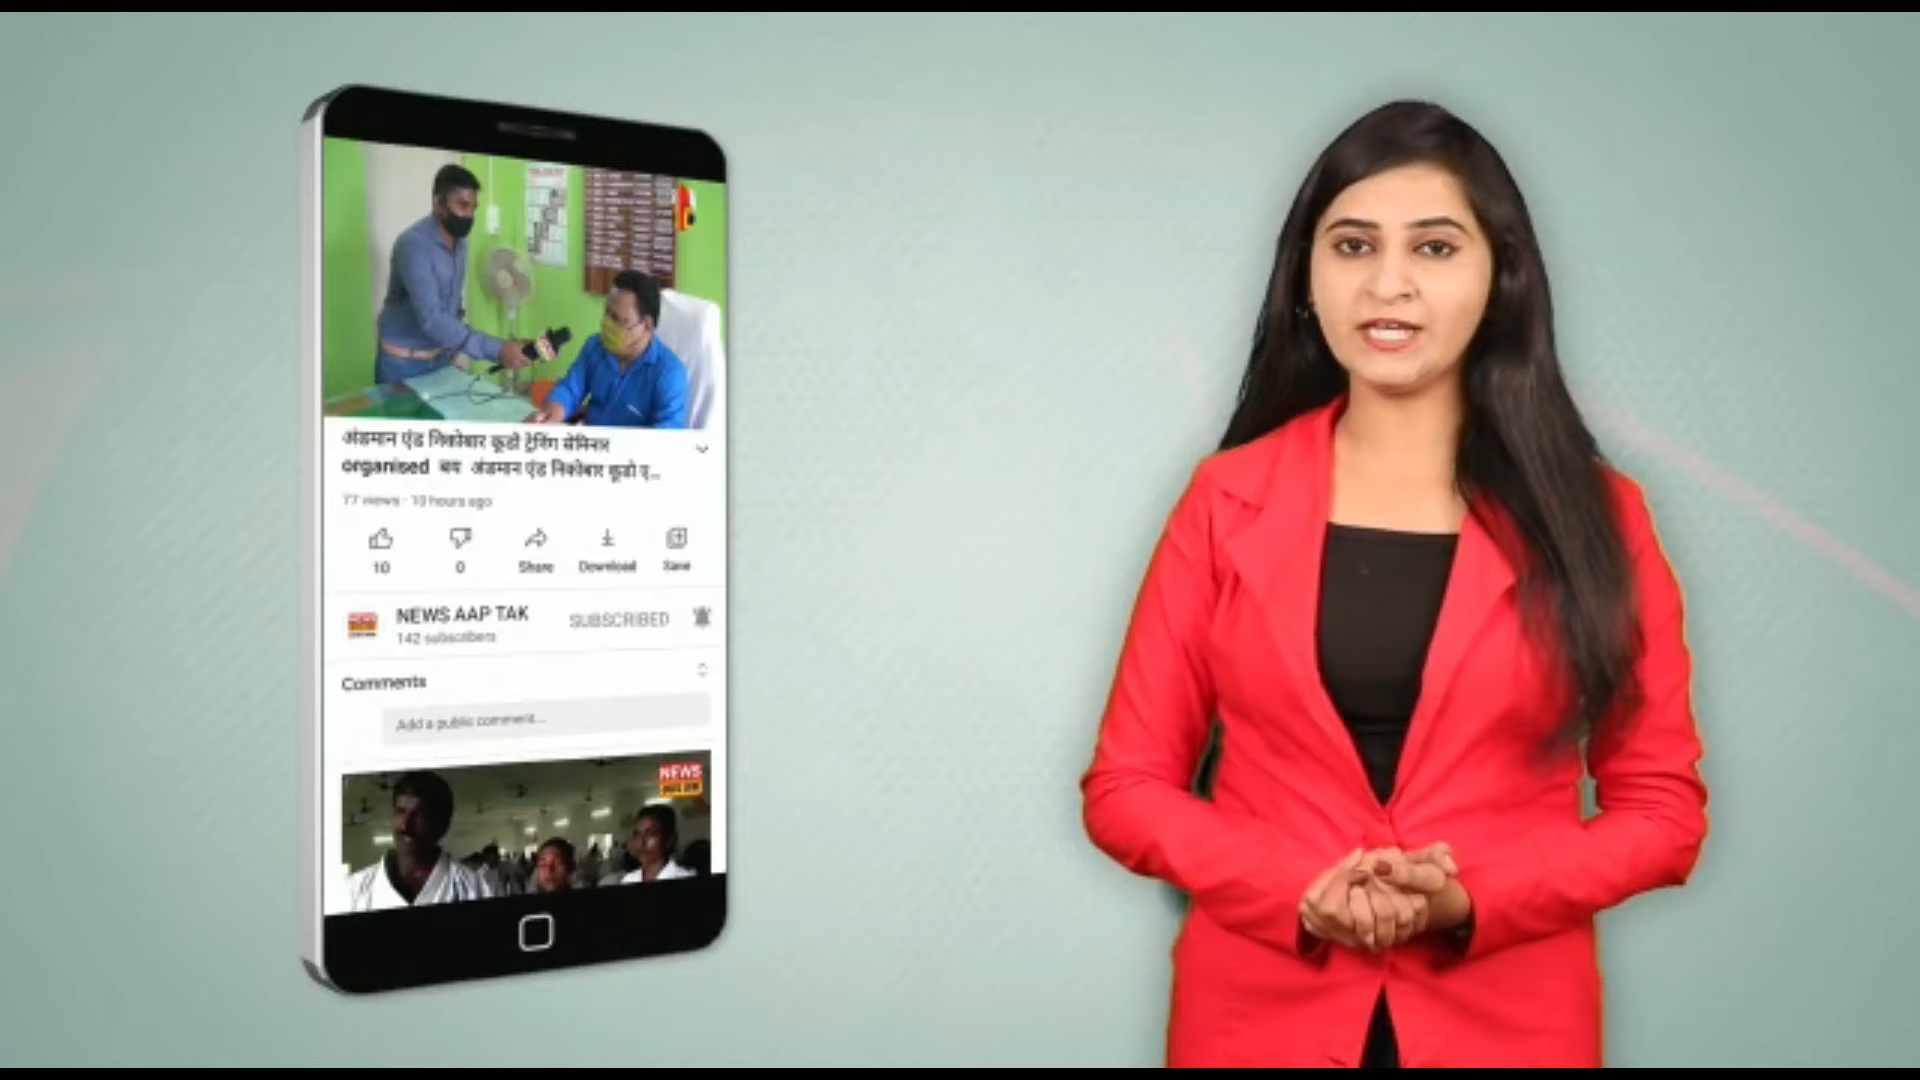 अंडमान एंड निकोबार कूडो ट्रेनिंग सेमिनार
organised बय अंडमान एंड निकोबार कूडो ए...
77 views · 10 hours ago
10 0 Share Download Save
NEWS AAP TAK SUBSCRIBED
142 subscribers
Comments
Add a public comment...
NEWS